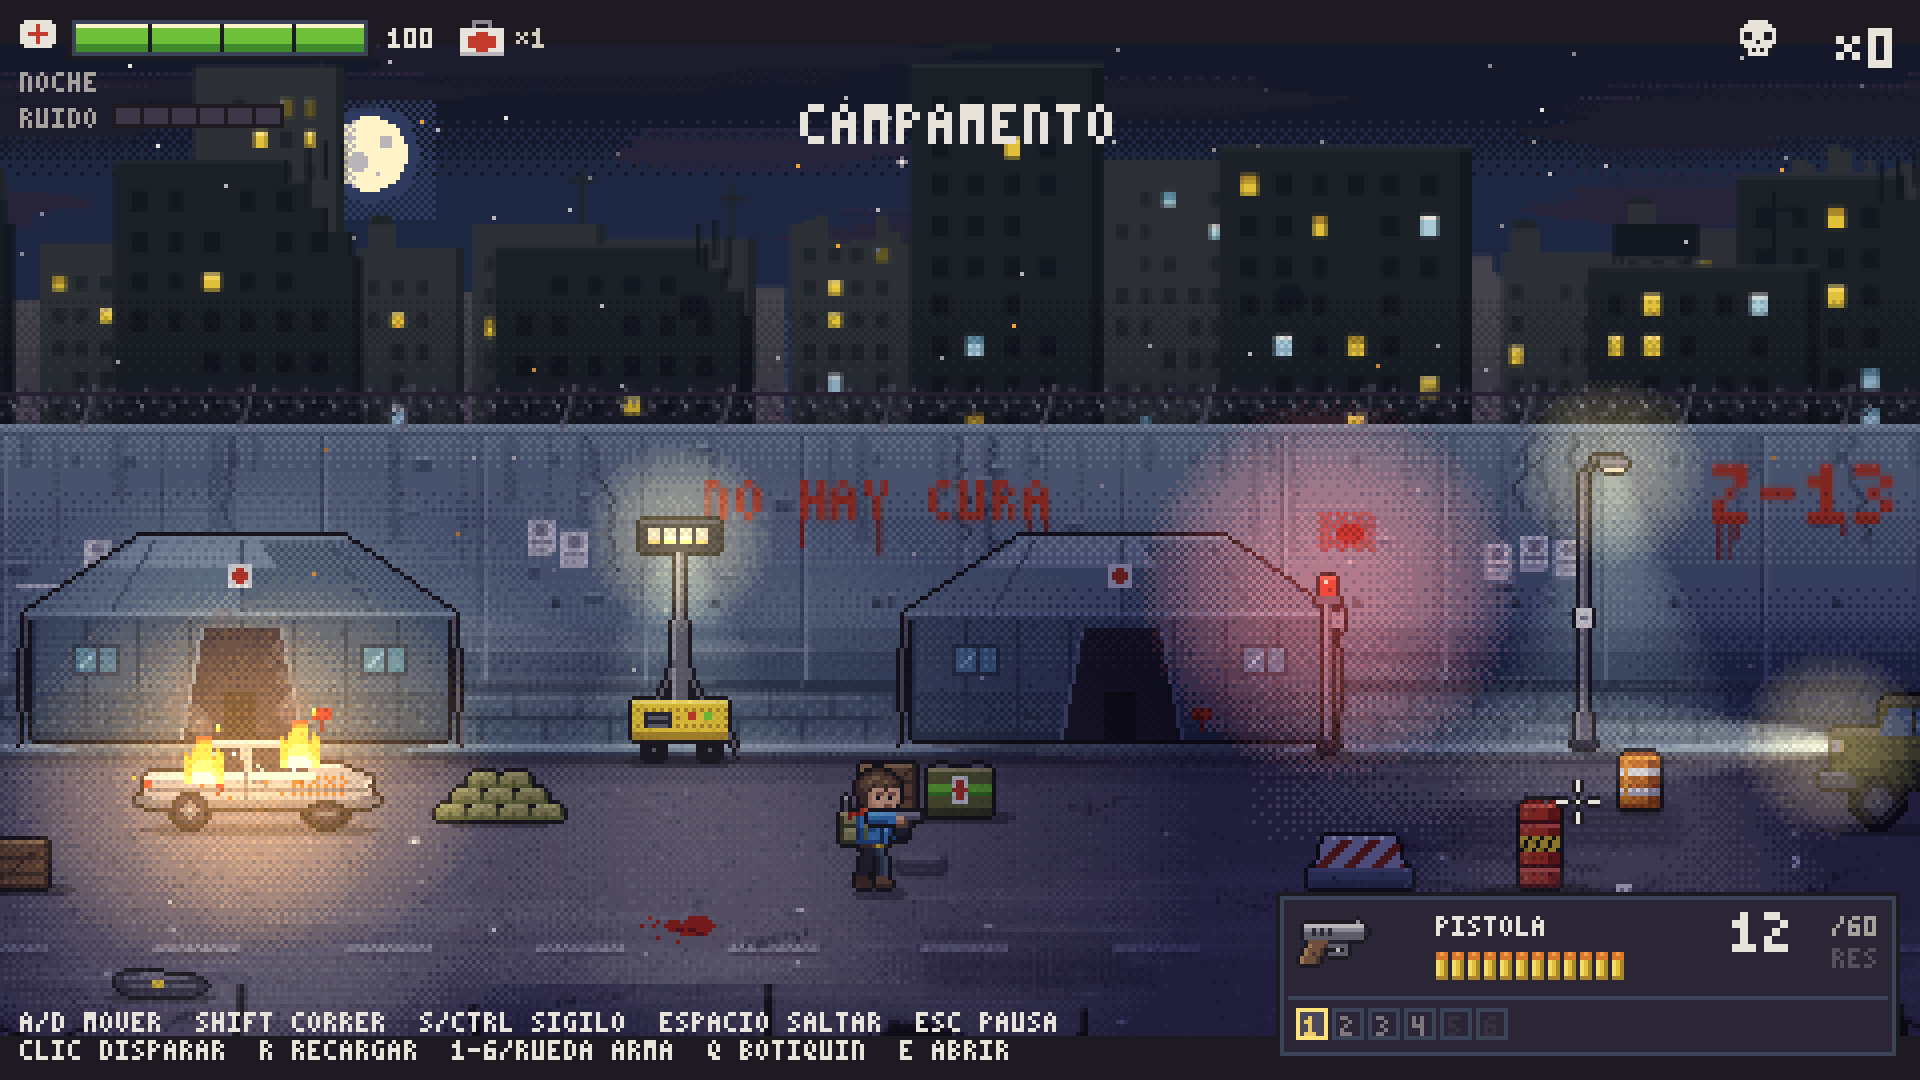 100 ×1
×0
NOCHE
RUIDO
CAMPAMENTO
NO HAY CURA
Z-13
PISTOLA 12 /60
RES
1 2 3 4 5 6
A/D MOVER SHIFT CORRER S/CTRL SIGILO ESPACIO SALTAR ESC PAUSA
CLIC DISPARAR R RECARGAR 1-6/RUEDA ARMA Q BOTIQUIN E ABRIR